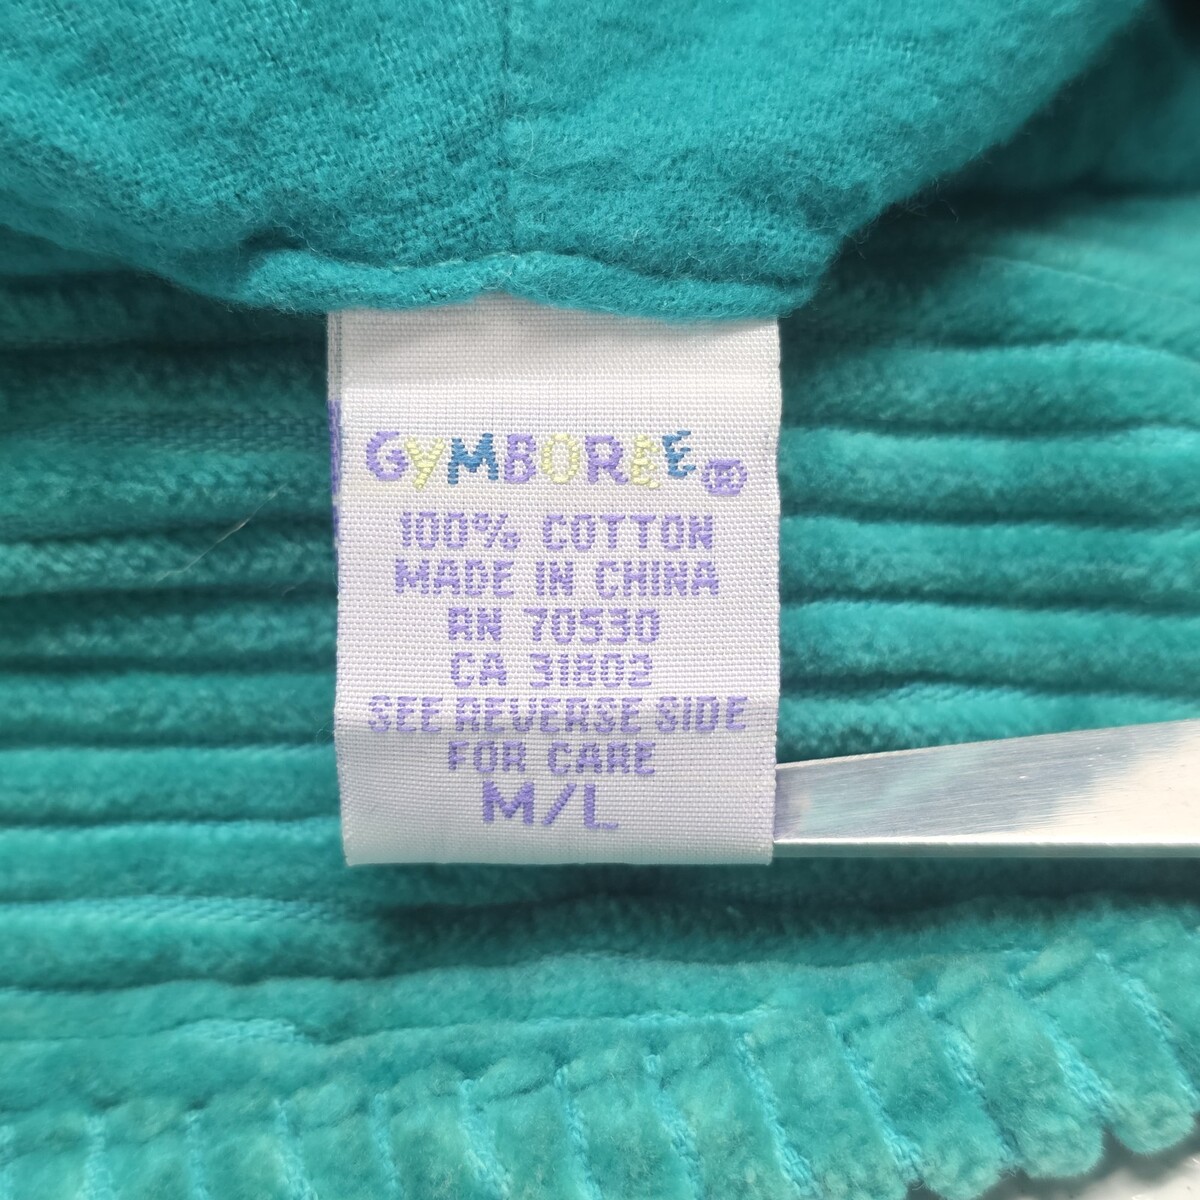 GYMBOREE®
100% COTTON
MADE IN CHINA
RN 70530
CA 31802
SEE REVERSE SIDE
FOR CARE
M/L